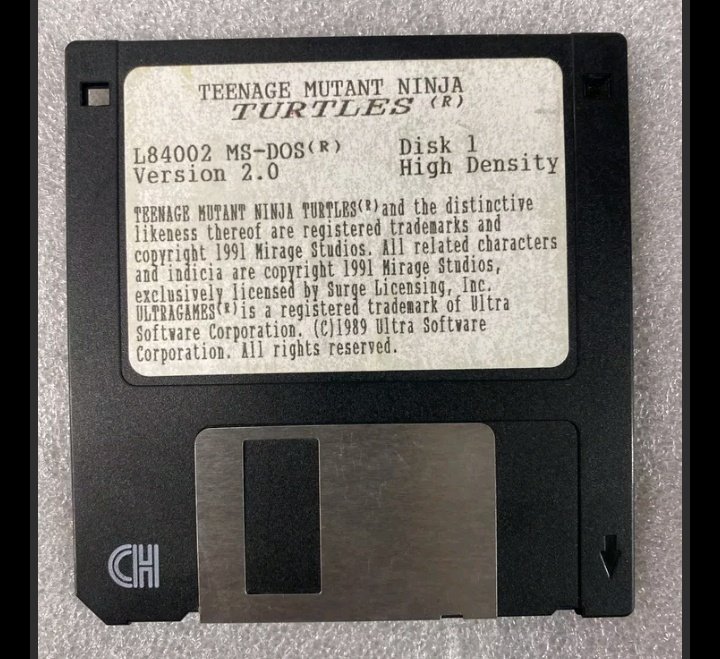 TEENAGE MUTANT NINJA
TURTLES (R)
L84002 MS-DOS(R) Disk 1
Version 2.0 High Density
TEENAGE MUTANT NINJA TURTLES(R)and the distinctive
likeness thereof are registered trademarks and
copyright 1991 Mirage Studios. All related characters
and indicia are copyright 1991 Mirage Studios,
exclusively licensed by Surge Licensing, Inc.
ULTRAGAMES(R)is a registered trademark of Ultra
Software Corporation. (C)1989 Ultra Software
Corporation. All rights reserved.
CH